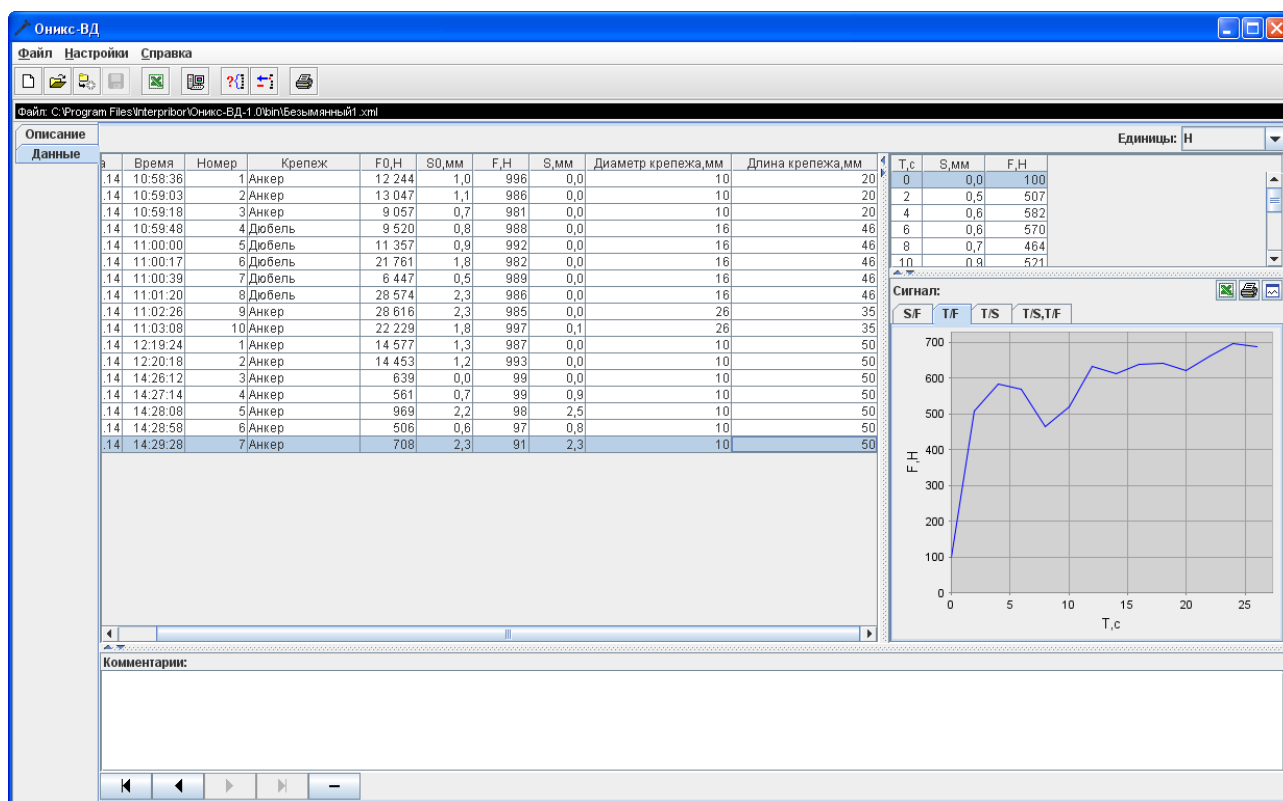 Оникс-ВД
Файл Настройки Справка
Файл: C:\Program Files\Interpribor\Оникс-ВД-1.0\bin\Безымянный1.xml
Описание
Данные
Единицы: Н
а Время Номер Крепеж F0,Н S0,мм F,Н S,мм Диаметр крепежа,мм Длина крепежа,мм
.14 10:58:36 1 Анкер 12 244 1,0 996 0,0 10 20
.14 10:59:03 2 Анкер 13 047 1,1 986 0,0 10 20
.14 10:59:18 3 Анкер 9 057 0,7 981 0,0 10 20
.14 10:59:48 4 Дюбель 9 520 0,8 988 0,0 16 46
.14 11:00:00 5 Дюбель 11 357 0,9 992 0,0 16 46
.14 11:00:17 6 Дюбель 21 761 1,8 982 0,0 16 46
.14 11:00:39 7 Дюбель 6 447 0,5 989 0,0 16 46
.14 11:01:20 8 Дюбель 28 574 2,3 986 0,0 16 46
.14 11:02:26 9 Анкер 28 616 2,3 985 0,0 26 35
.14 11:03:08 10 Анкер 22 229 1,8 997 0,1 26 35
.14 12:19:24 1 Анкер 14 577 1,3 987 0,0 10 50
.14 12:20:18 2 Анкер 14 453 1,2 993 0,0 10 50
.14 14:26:12 3 Анкер 639 0,0 99 0,0 10 50
.14 14:27:14 4 Анкер 561 0,7 99 0,9 10 50
.14 14:28:08 5 Анкер 969 2,2 98 2,5 10 50
.14 14:28:58 6 Анкер 506 0,6 97 0,8 10 50
.14 14:29:28 7 Анкер 708 2,3 91 2,3 10 50
T,с S,мм F,Н
0 0,0 100
2 0,5 507
4 0,6 582
6 0,6 570
8 0,7 464
10 0,9 521
Сигнал:
S/F T/F T/S T/S,T/F
700
600
500
400
300
200
100
0
F,Н
0 5 10 15 20 25
T,с
Комментарии: